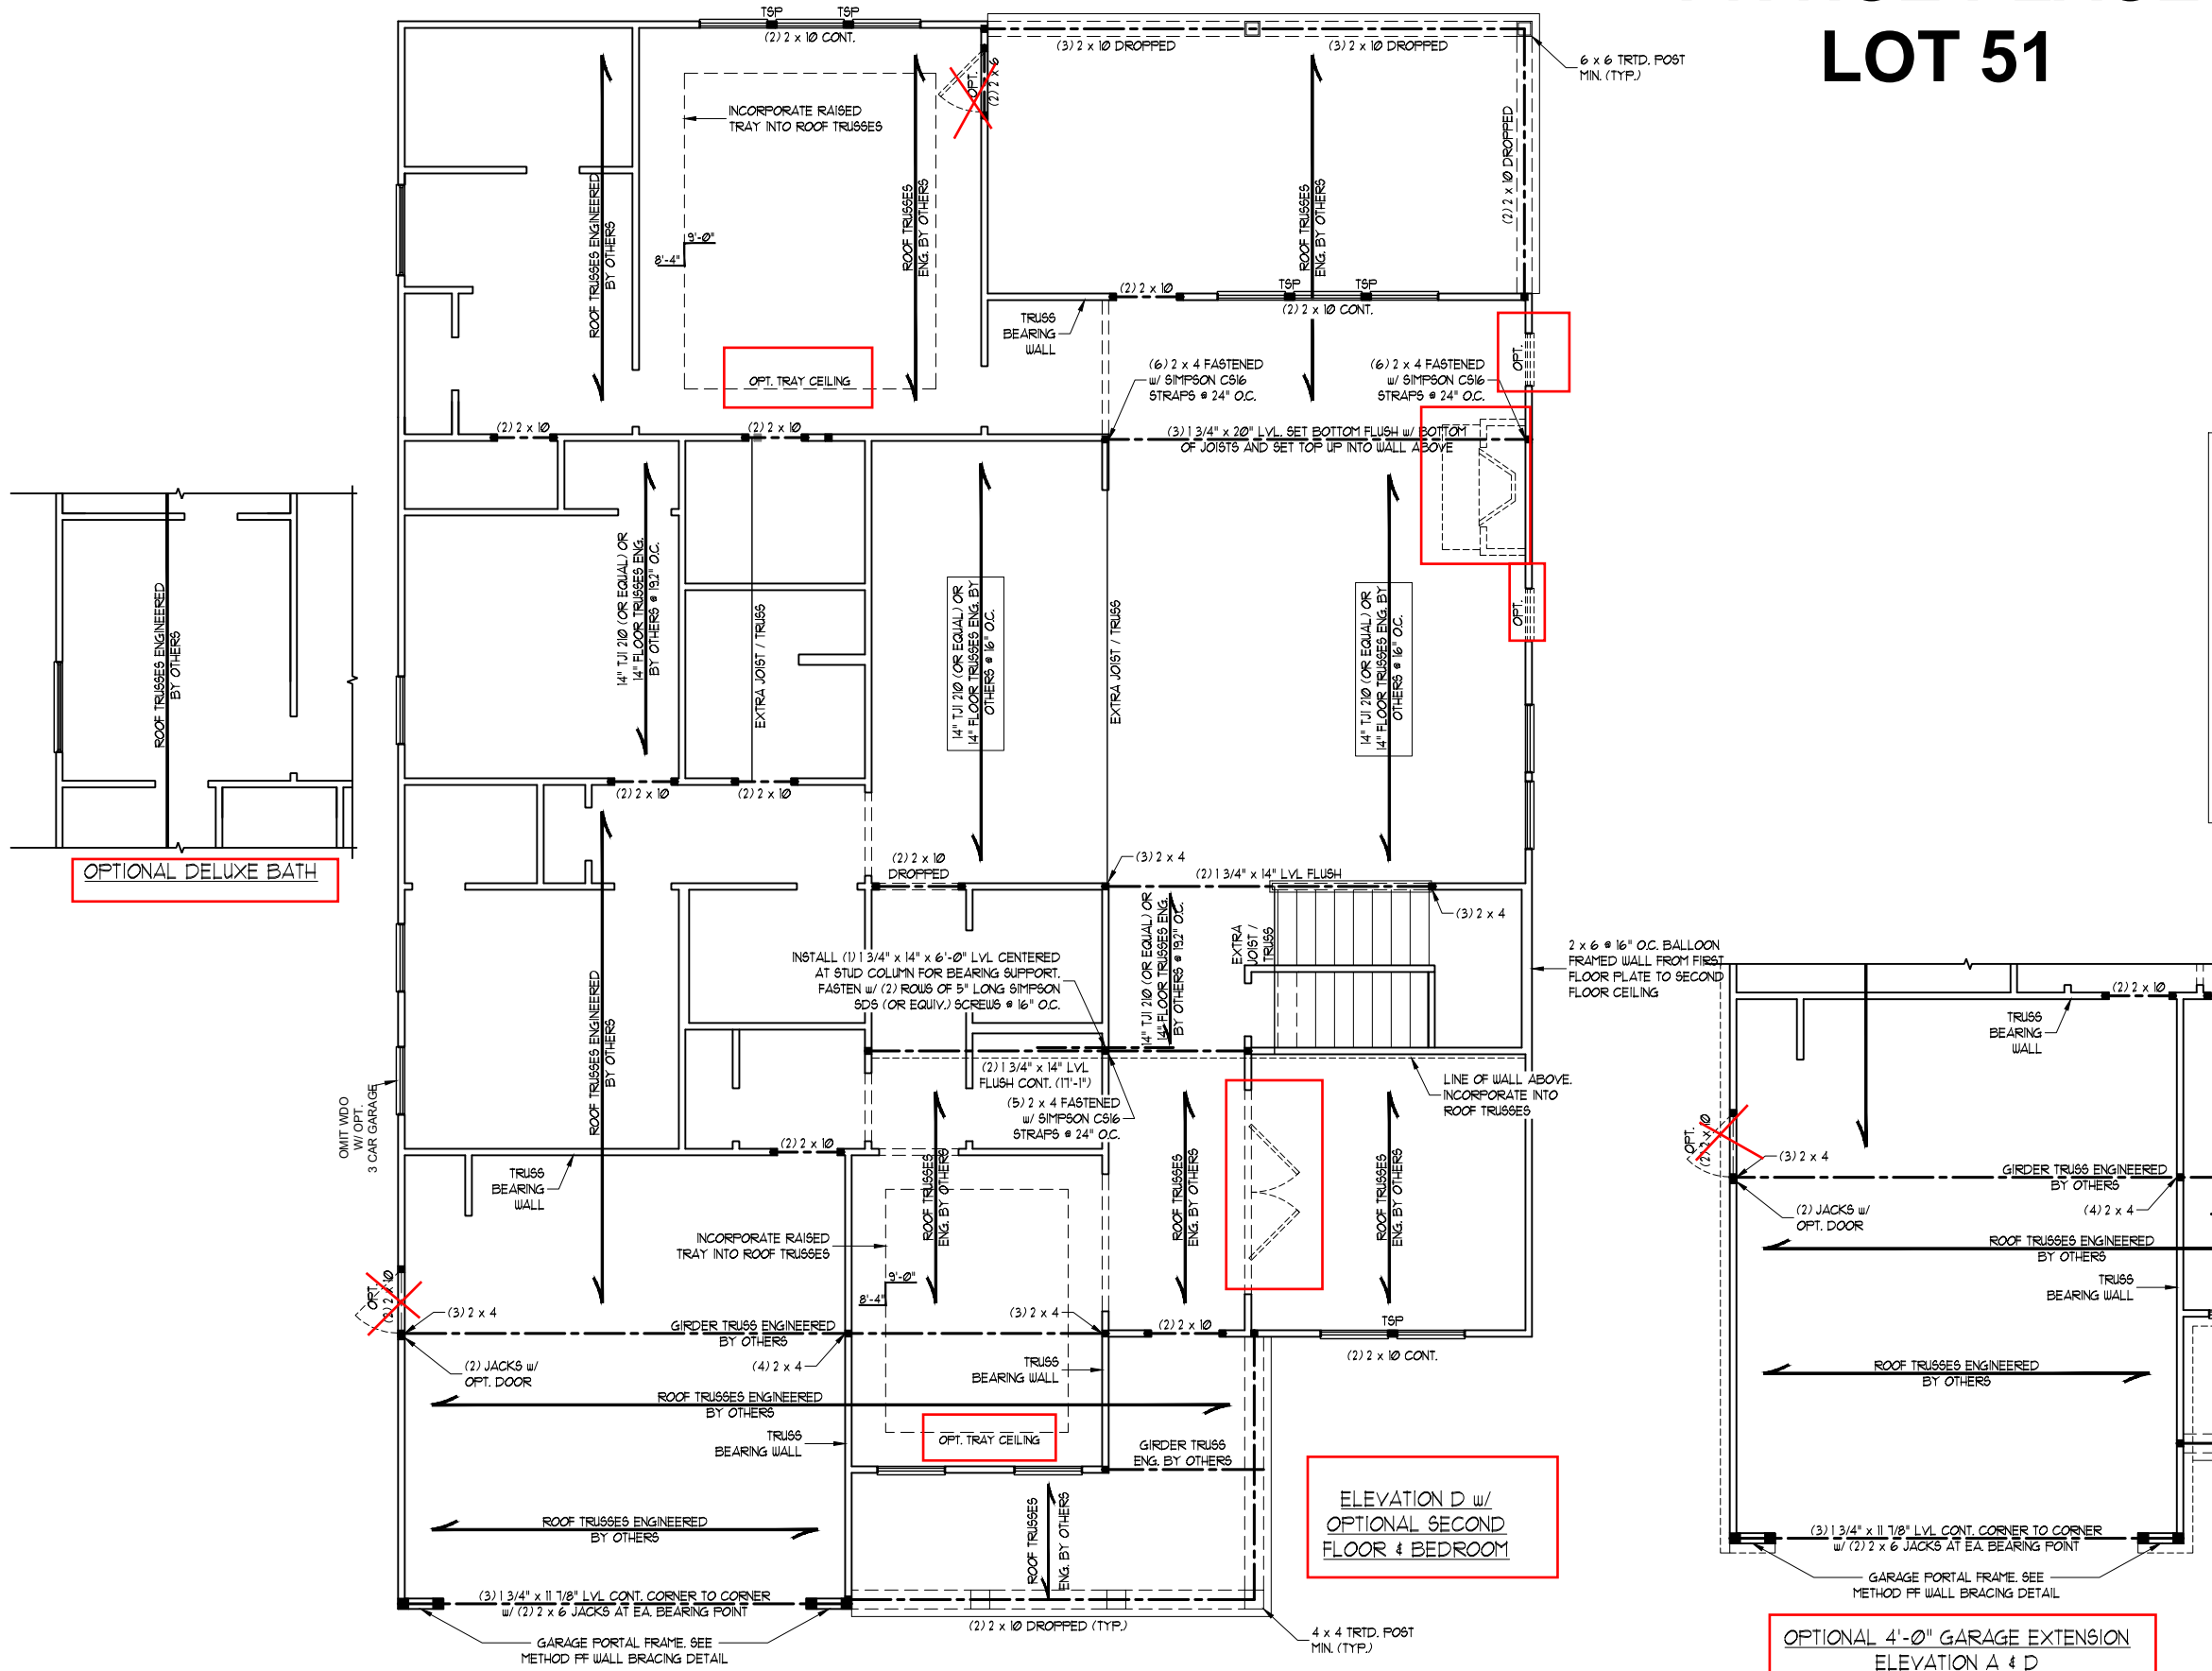 LOT 51
TSP TSP
(2) 2 x 10 CONT.
(3) 2 x 10 DROPPED
(3) 2 x 10 DROPPED
6 x 6 TRTD. POST
MIN. (TYP.)
OPT.
(2) 2 x 6
INCORPORATE RAISED
TRAY INTO ROOF TRUSSES
(2) 2 x 10 DROPPED
ROOF TRUSSES ENGINEERED
BY OTHERS
ROOF TRUSSES
ENG. BY OTHERS
ROOF TRUSSES
ENG. BY OTHERS
9'-0"
8'-4"
(2) 2 x 10
TSP TSP
(2) 2 x 10 CONT.
TRUSS
BEARING
WALL
OPT.
OPT. TRAY CEILING
(6) 2 x 4 FASTENED
w/ SIMPSON CS16
STRAPS @ 24" O.C.
(6) 2 x 4 FASTENED
w/ SIMPSON CS16
STRAPS @ 24" O.C.
(2) 2 x 10
(2) 2 x 10
(3) 1 3/4" x 20" LVL. SET BOTTOM FLUSH w/ BOTTOM
OF JOISTS AND SET TOP UP INTO WALL ABOVE
ROOF TRUSSES ENGINEERED
BY OTHERS
OPTIONAL DELUXE BATH
14" TJI 210 (OR EQUAL) OR
14" FLOOR TRUSSES ENG.
BY OTHERS @ 19.2" O.C.
EXTRA JOIST / TRUSS
14" TJI 210 (OR EQUAL) OR
14" FLOOR TRUSSES ENG. BY
OTHERS @ 16" O.C.
EXTRA JOIST / TRUSS
14" TJI 210 (OR EQUAL) OR
14" FLOOR TRUSSES ENG. BY
OTHERS @ 16" O.C.
OPT.
(2) 2 x 10
(2) 2 x 10
(2) 2 x 10
DROPPED
(3) 2 x 4
(2) 1 3/4" x 14" LVL FLUSH
(3) 2 x 4
14" TJI 210 (OR EQUAL) OR
14" FLOOR TRUSSES ENG.
BY OTHERS @ 19.2" O.C.
EXTRA
JOIST /
TRUSS
2 x 6 @ 16" O.C. BALLOON
FRAMED WALL FROM FIRST
FLOOR PLATE TO SECOND
FLOOR CEILING
INSTALL (1) 1 3/4" x 14" x 6'-0" LVL CENTERED
AT STUD COLUMN FOR BEARING SUPPORT.
FASTEN w/ (2) ROWS OF 5" LONG SIMPSON
SDS (OR EQUIV.) SCREWS @ 16" O.C.
ROOF TRUSSES ENGINEERED
BY OTHERS
(2) 1 3/4" x 14" LVL
FLUSH CONT. (17'-1")
(5) 2 x 4 FASTENED
w/ SIMPSON CS16
STRAPS @ 24" O.C.
LINE OF WALL ABOVE.
INCORPORATE INTO
ROOF TRUSSES
OMIT WDO
W/ OPT.
3 CAR GARAGE
(2) 2 x 10
TRUSS
BEARING
WALL
ROOF TRUSSES
ENG. BY OTHERS
ROOF TRUSSES
ENG. BY OTHERS
ROOF TRUSSES
ENG. BY OTHERS
INCORPORATE RAISED
TRAY INTO ROOF TRUSSES
9'-0"
8'-4"
OPT.
(2) 2 x 10
(3) 2 x 4
GIRDER TRUSS ENGINEERED
BY OTHERS
(3) 2 x 4
(2) 2 x 10
TSP
(2) 2 x 10 CONT.
(2) JACKS w/
OPT. DOOR
(4) 2 x 4
TRUSS
BEARING WALL
ROOF TRUSSES ENGINEERED
BY OTHERS
TRUSS
BEARING WALL
OPT. TRAY CEILING
GIRDER TRUSS
ENG. BY OTHERS
ROOF TRUSSES ENGINEERED
BY OTHERS
ROOF TRUSSES
ENG. BY OTHERS
ELEVATION D w/
OPTIONAL SECOND
FLOOR & BEDROOM
(3) 1 3/4" x 11 7/8" LVL CONT. CORNER TO CORNER
w/ (2) 2 x 6 JACKS AT EA. BEARING POINT
GARAGE PORTAL FRAME. SEE
METHOD PF WALL BRACING DETAIL
(2) 2 x 10 DROPPED (TYP.)
4 x 4 TRTD. POST
MIN. (TYP.)
(2) 2 x 10
TRUSS
BEARING
WALL
OPT.
(2) 2 x 10
(3) 2 x 4
GIRDER TRUSS ENGINEERED
BY OTHERS
(2) JACKS w/
OPT. DOOR
(4) 2 x 4
ROOF TRUSSES ENGINEERED
BY OTHERS
TRUSS
BEARING WALL
ROOF TRUSSES ENGINEERED
BY OTHERS
(3) 1 3/4" x 11 7/8" LVL CONT. CORNER TO CORNER
w/ (2) 2 x 6 JACKS AT EA. BEARING POINT
GARAGE PORTAL FRAME. SEE
METHOD PF WALL BRACING DETAIL
OPTIONAL 4'-0" GARAGE EXTENSION
ELEVATION A & D